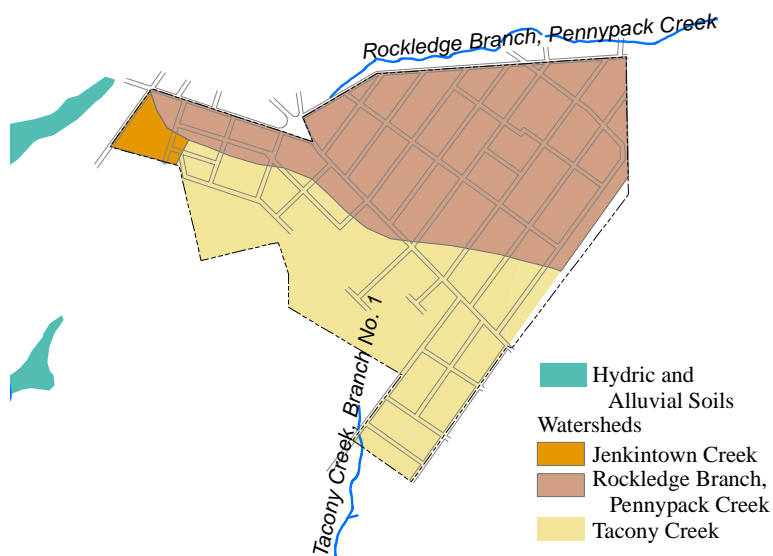 Rockledge Branch, Pennypack Creek
Tacony Creek, Branch No. 1
Hydric and
Alluvial Soils
Watersheds
Jenkintown Creek
Rockledge Branch,
Pennypack Creek
Tacony Creek